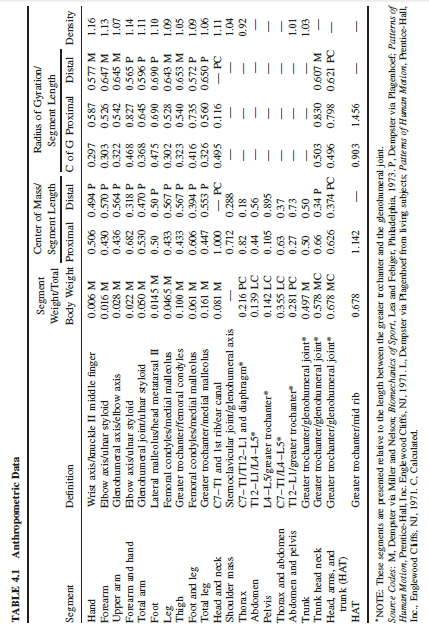 TABLE 4.1 Anthropometric Data
Segment Center of Mass/ Radius of Gyration/
Weight/Total Segment Length Segment Length
Segment Definition Body Weight Proximal Distal C of G Proximal Distal Density
Hand Wrist axis/knuckle II middle finger 0.006 M 0.506 0.494 P 0.297 0.587 0.577 M 1.16
Forearm Elbow axis/ulnar styloid 0.016 M 0.430 0.570 P 0.303 0.526 0.647 M 1.13
Upper arm Glenohumeral axis/elbow axis 0.028 M 0.436 0.564 P 0.322 0.542 0.645 M 1.07
Forearm and hand Elbow axis/ulnar styloid 0.022 M 0.682 0.318 P 0.468 0.827 0.565 P 1.14
Total arm Glenohumeral joint/ulnar styloid 0.050 M 0.530 0.470 P 0.368 0.645 0.596 P 1.11
Foot Lateral malleolus/head metatarsal II 0.0145 M 0.50 0.50 P 0.475 0.690 0.690 P 1.10
Leg Femoral condyles/medial malleolus 0.0465 M 0.433 0.567 P 0.302 0.528 0.643 M 1.09
Thigh Greater trochanter/femoral condyles 0.100 M 0.433 0.567 P 0.323 0.540 0.653 M 1.05
Foot and leg Femoral condyles/medial malleolus 0.061 M 0.606 0.394 P 0.416 0.735 0.572 P 1.09
Total leg Greater trochanter/medial malleolus 0.161 M 0.447 0.553 P 0.326 0.560 0.650 P 1.06
Head and neck C7–T1 and 1st rib/ear canal 0.081 M 1.000 — PC 0.495 0.116 — PC 1.11
Shoulder mass Sternoclavicular joint/glenohumeral axis — 0.712 0.288 — — — 1.04
Thorax C7–T1/T12–L1 and diaphragm* 0.216 PC 0.82 0.18 — — — 0.92
Abdomen T12–L1/L4–L5* 0.139 LC 0.44 0.56 — — — —
Pelvis L4–L5/greater trochanter* 0.142 LC 0.105 0.895 — — — —
Thorax and abdomen C7–T1/L4–L5* 0.355 LC 0.63 0.37 — — — —
Abdomen and pelvis T12–L1/greater trochanter* 0.281 PC 0.27 0.73 — — — 1.01
Trunk Greater trochanter/glenohumeral joint* 0.497 M 0.50 0.50 — — — 1.03
Trunk head neck Greater trochanter/glenohumeral joint* 0.578 MC 0.66 0.34 P 0.503 0.830 0.607 M —
Head, arms, and Greater trochanter/glenohumeral joint* 0.678 MC 0.626 0.374 PC 0.496 0.798 0.621 PC —
trunk (HAT)
HAT Greater trochanter/mid rib 0.678 1.142 — 0.903 1.456 — —
*NOTE: These segments are presented relative to the length between the greater trochanter and the glenohumeral joint.
Source Codes: M, Dempster via Miller and Nelson; Biomechanics of Sport, Lea and Febiger, Philadelphia, 1973. P, Dempster via Plagenhoef; Patterns of
Human Motion, Prentice-Hall, Inc. Englewood Cliffs, NJ, 1971. L, Dempster via Plagenhoef from living subjects; Patterns of Human Motion, Prentice-Hall,
Inc., Englewood Cliffs, NJ, 1971. C, Calculated.